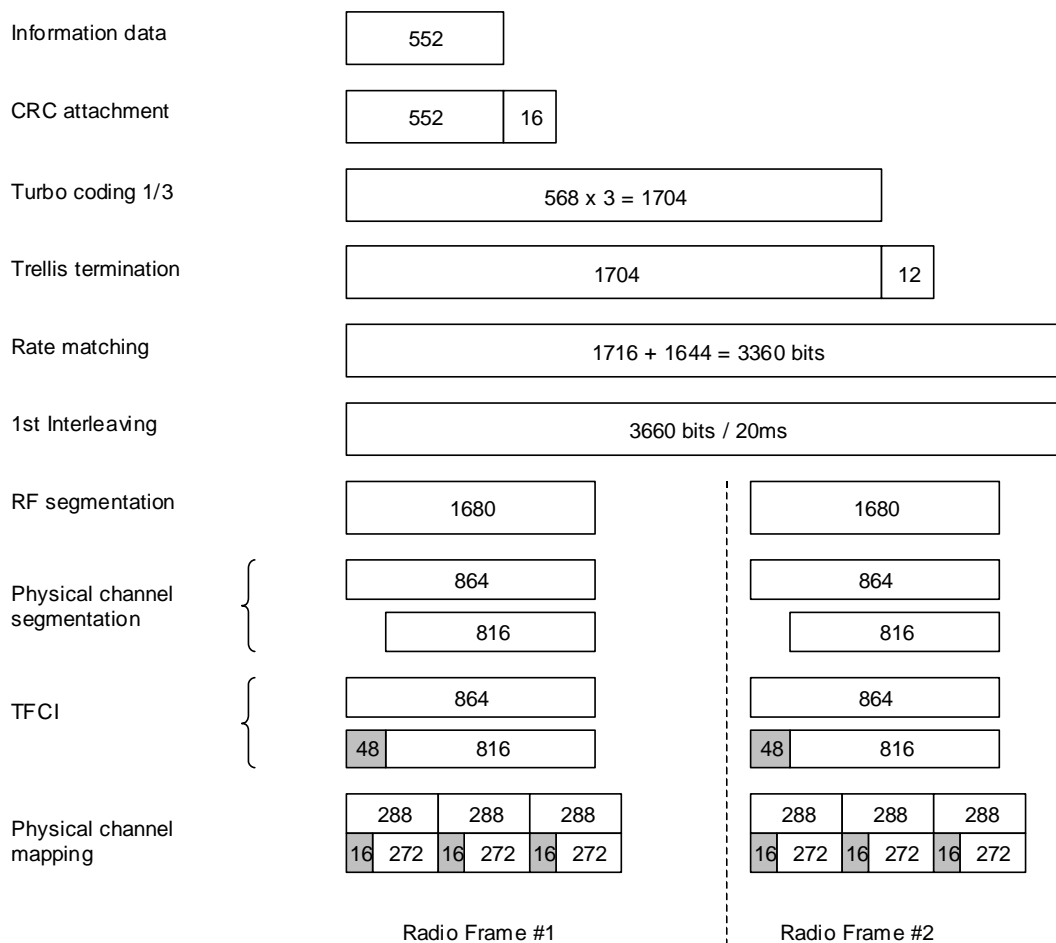 Information data
552
CRC attachment
552 16
Turbo coding 1/3
568 x 3 = 1704
Trellis termination
1704 12
Rate matching
1716 + 1644 = 3360 bits
1st Interleaving
3660 bits / 20ms
RF segmentation
1680 1680
Physical channel
segmentation
864 864
816 816
TFCI
864 864
48 816 48 816
Physical channel
mapping
288 288 288 288 288 288
16 272 16 272 16 272 16 272 16 272 16 272
Radio Frame #1 Radio Frame #2